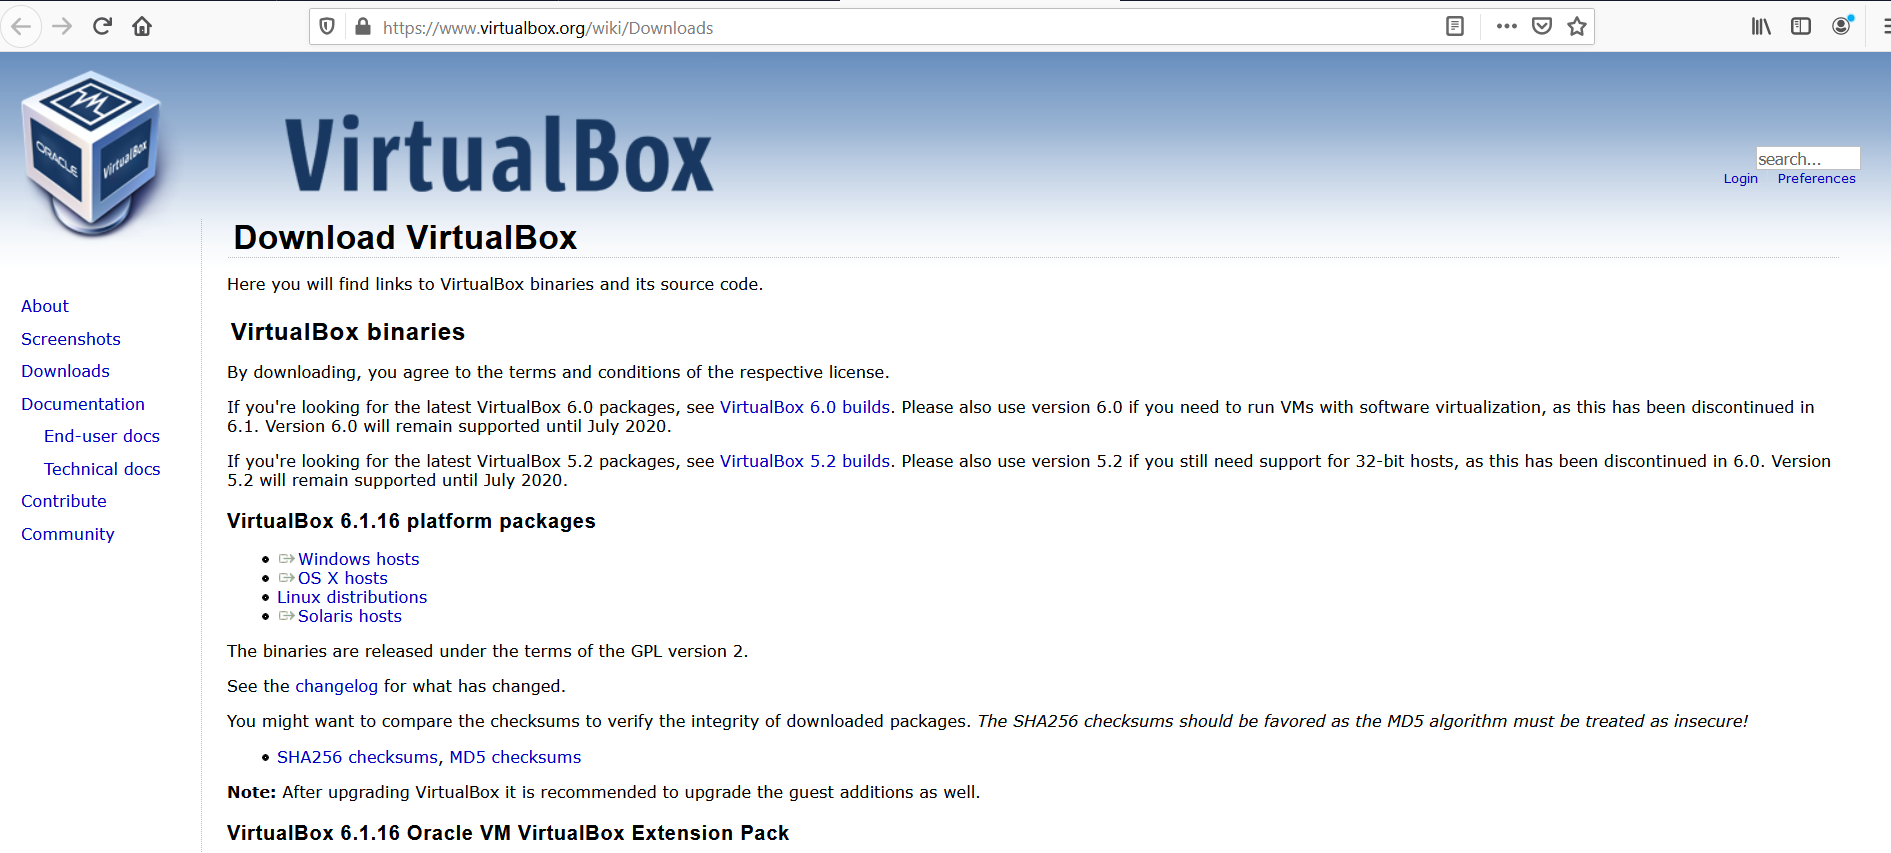 https://www.virtualbox.org/wiki/Downloads
ORACLE
VirtualBox
VirtualBox
search...
Login Preferences
Download VirtualBox
Here you will find links to VirtualBox binaries and its source code.
About
Screenshots
Downloads
Documentation
End-user docs
Technical docs
Contribute
Community
VirtualBox binaries
By downloading, you agree to the terms and conditions of the respective license.
If you're looking for the latest VirtualBox 6.0 packages, see VirtualBox 6.0 builds. Please also use version 6.0 if you need to run VMs with software virtualization, as this has been discontinued in
6.1. Version 6.0 will remain supported until July 2020.
If you're looking for the latest VirtualBox 5.2 packages, see VirtualBox 5.2 builds. Please also use version 5.2 if you still need support for 32-bit hosts, as this has been discontinued in 6.0. Version
5.2 will remain supported until July 2020.
VirtualBox 6.1.16 platform packages
Windows hosts
OS X hosts
Linux distributions
Solaris hosts
The binaries are released under the terms of the GPL version 2.
See the changelog for what has changed.
You might want to compare the checksums to verify the integrity of downloaded packages. The SHA256 checksums should be favored as the MD5 algorithm must be treated as insecure!
SHA256 checksums, MD5 checksums
Note: After upgrading VirtualBox it is recommended to upgrade the guest additions as well.
VirtualBox 6.1.16 Oracle VM VirtualBox Extension Pack